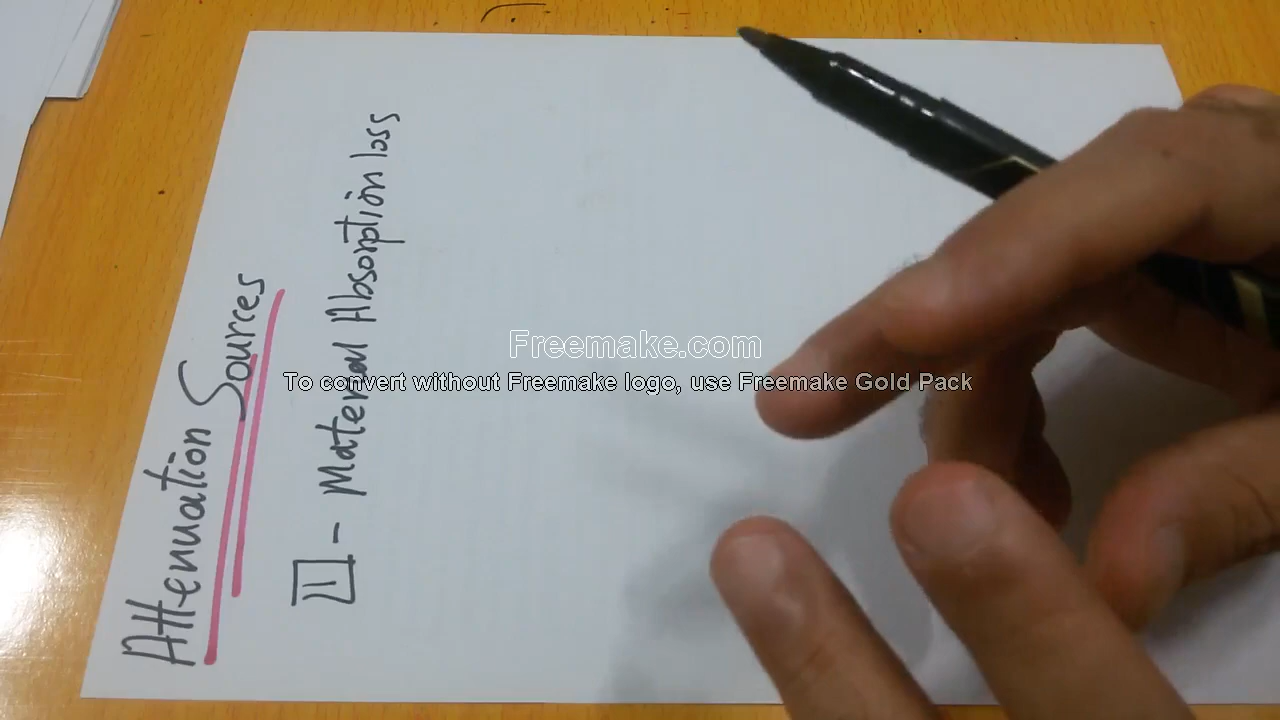 Attenuation Sources
1 - Material Absorption loss
Freemake.com
To convert without Freemake logo, use Freemake Gold Pack